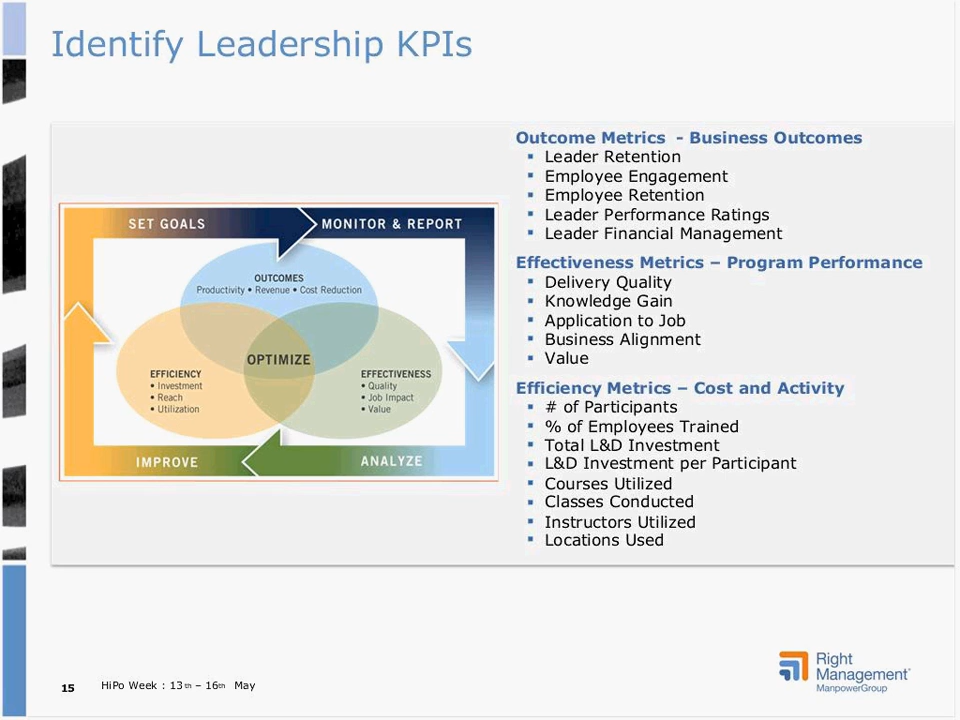 Identify Leadership KPIs
SET GOALS
MONITOR & REPORT
OUTCOMES
Productivity • Revenue • Cost Reduction
OPTIMIZE
EFFICIENCY
• Investment
• Reach
• Utilization
EFFECTIVENESS
• Quality
• Job Impact
• Value
IMPROVE
ANALYZE
Outcome Metrics - Business Outcomes
▪ Leader Retention
▪ Employee Engagement
▪ Employee Retention
▪ Leader Performance Ratings
▪ Leader Financial Management
Effectiveness Metrics – Program Performance
▪ Delivery Quality
▪ Knowledge Gain
▪ Application to Job
▪ Business Alignment
▪ Value
Efficiency Metrics – Cost and Activity
▪ # of Participants
▪ % of Employees Trained
▪ Total L&D Investment
▪ L&D Investment per Participant
▪ Courses Utilized
▪ Classes Conducted
▪ Instructors Utilized
▪ Locations Used
15 HiPo Week : 13th – 16th May
Right
Management
ManpowerGroup